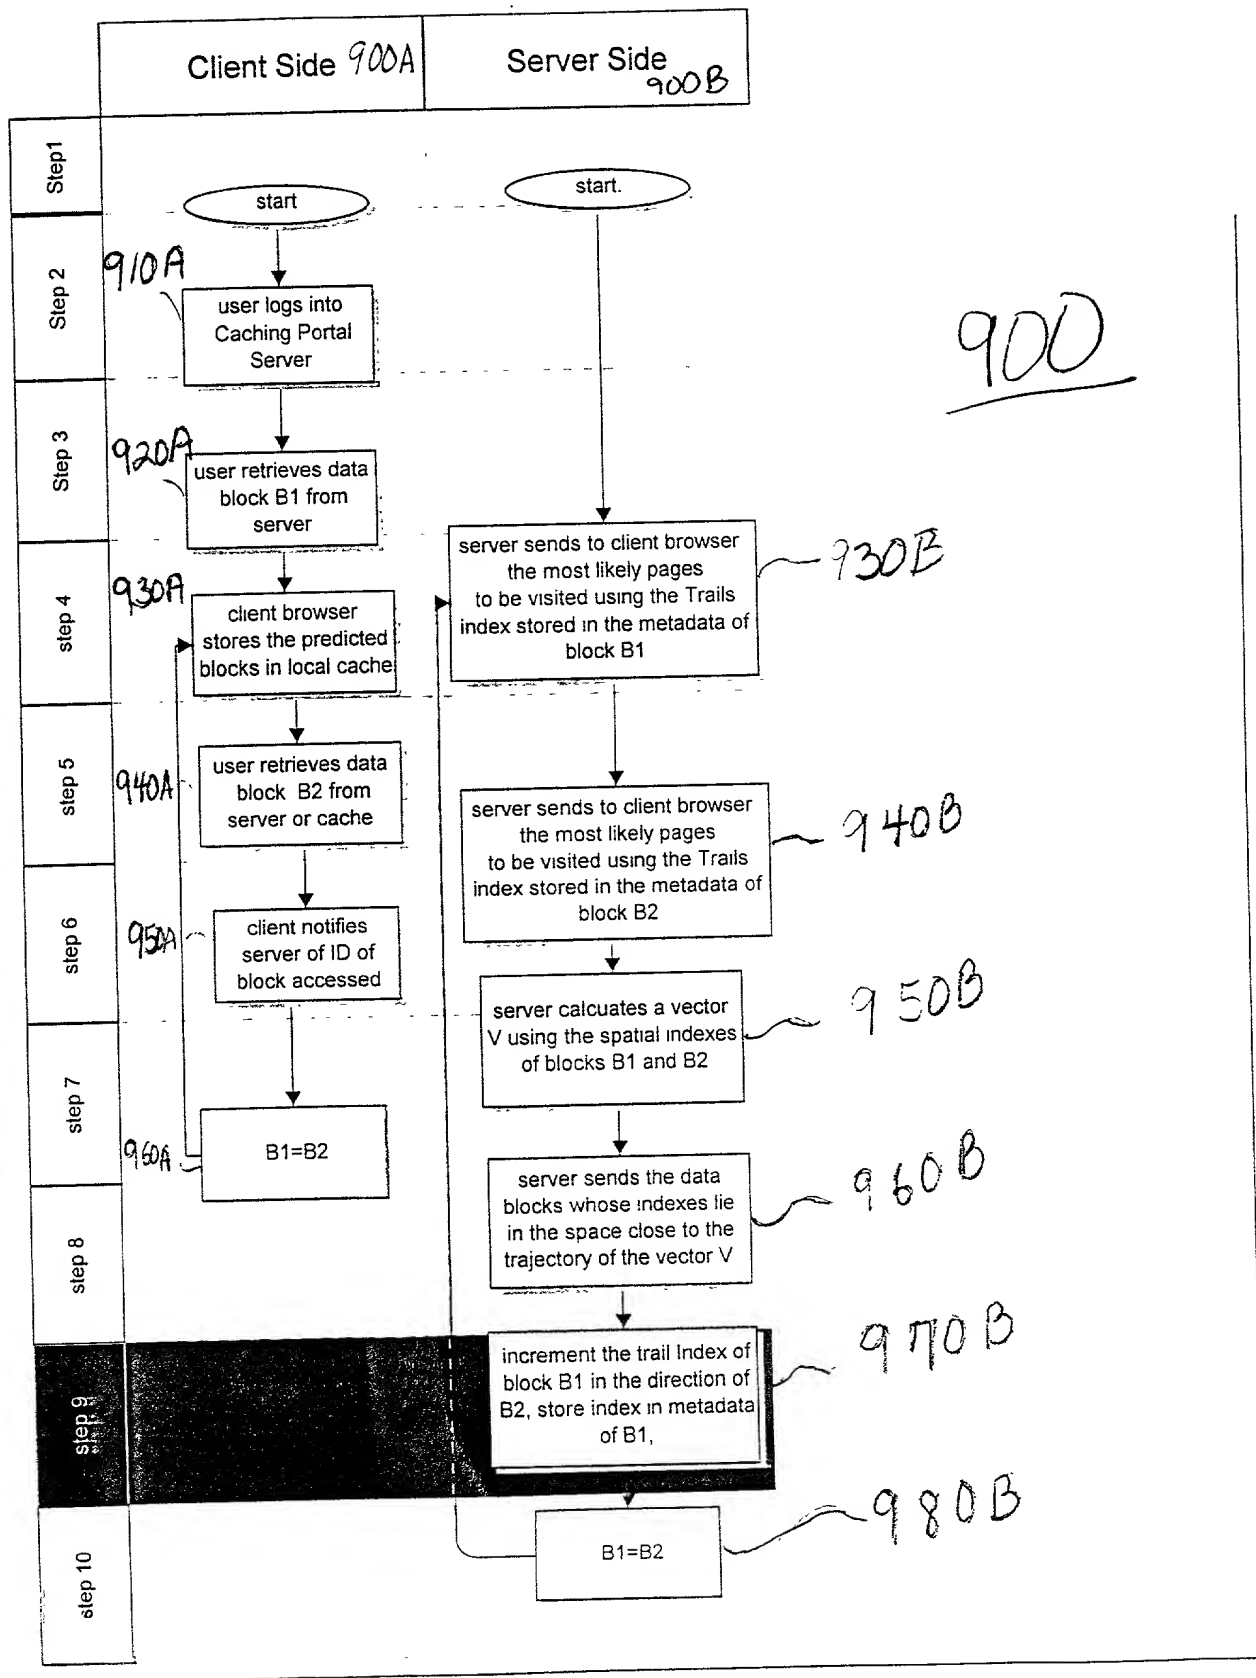 Client Side 900A
Server Side
900B
Step1
start
start.
Step 2
910A
user logs into
Caching Portal
Server
900
Step 3
920A
user retrieves data
block B1 from
server
step 4
930A
client browser
stores the predicted
blocks in local cache
server sends to client browser
the most likely pages
to be visited using the Trails
index stored in the metadata of
block B1
930B
step 5
940A
user retrieves data
block B2 from
server or cache
server sends to client browser
the most likely pages
to be visited using the Trails
index stored in the metadata of
block B2
940B
step 6
950A
client notifies
server of ID of
block accessed
server calcuates a vector
V using the spatial indexes
of blocks B1 and B2
950B
step 7
960A
B1=B2
server sends the data
blocks whose indexes lie
in the space close to the
trajectory of the vector V
960B
step 8
step 9
increment the trail Index of
block B1 in the direction of
B2, store index in metadata
of B1,
970B
step 10
B1=B2
980B